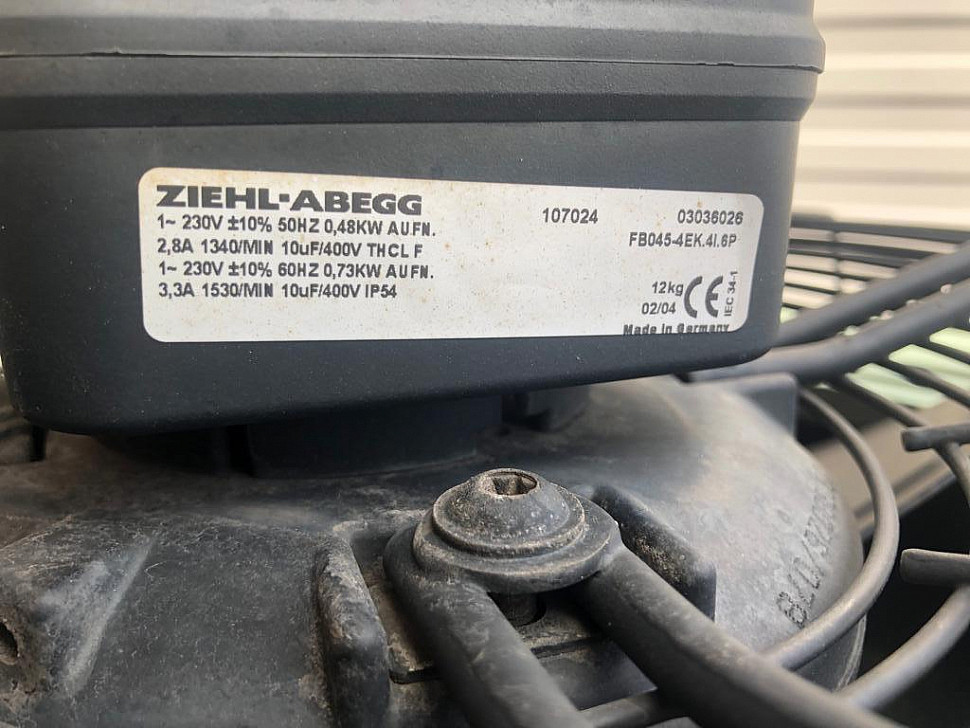 ZIEHL-ABEGG
1~ 230V ±10% 50HZ 0,48KW AUFN.
2,8A 1340/MIN 10uF/400V THCL F
1~ 230V ±10% 60HZ 0,73KW AUFN.
3,3A 1530/MIN 10uF/400V IP54
107024
03036026
FB045-4EK.4I.6P
12kg
02/04
CE
IEC 34-1
Made in Germany